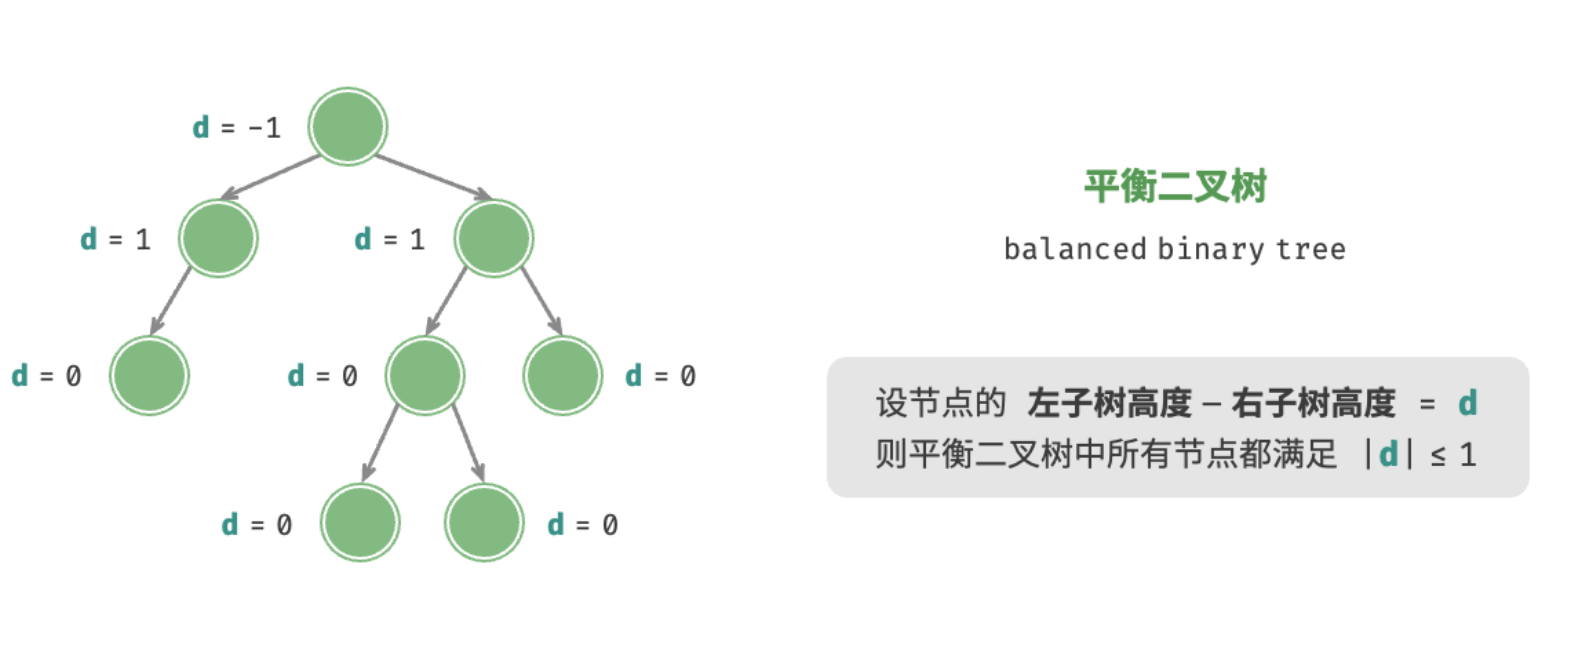 d = -1
d = 1
d = 1
d = 0
d = 0
d = 0
d = 0
d = 0
平衡二叉树
balanced binary tree
设节点的 左子树高度 - 右子树高度 = d
则平衡二叉树中所有节点都满足 |d| ≤ 1